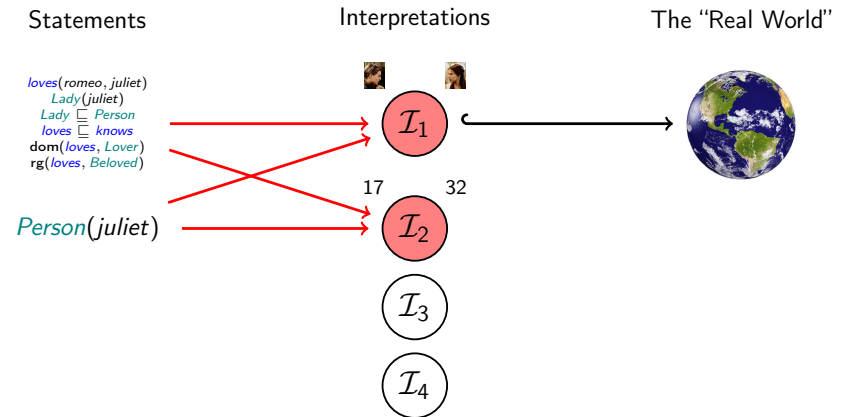 Statements
Interpretations
The “Real World”
loves(romeo, juliet)
Lady(juliet)
Lady ⊑ Person
loves ⊑ knows
dom(loves, Lover)
rg(loves, Beloved)
Person(juliet)
ℐ₁
17 32
ℐ₂
ℐ₃
ℐ₄